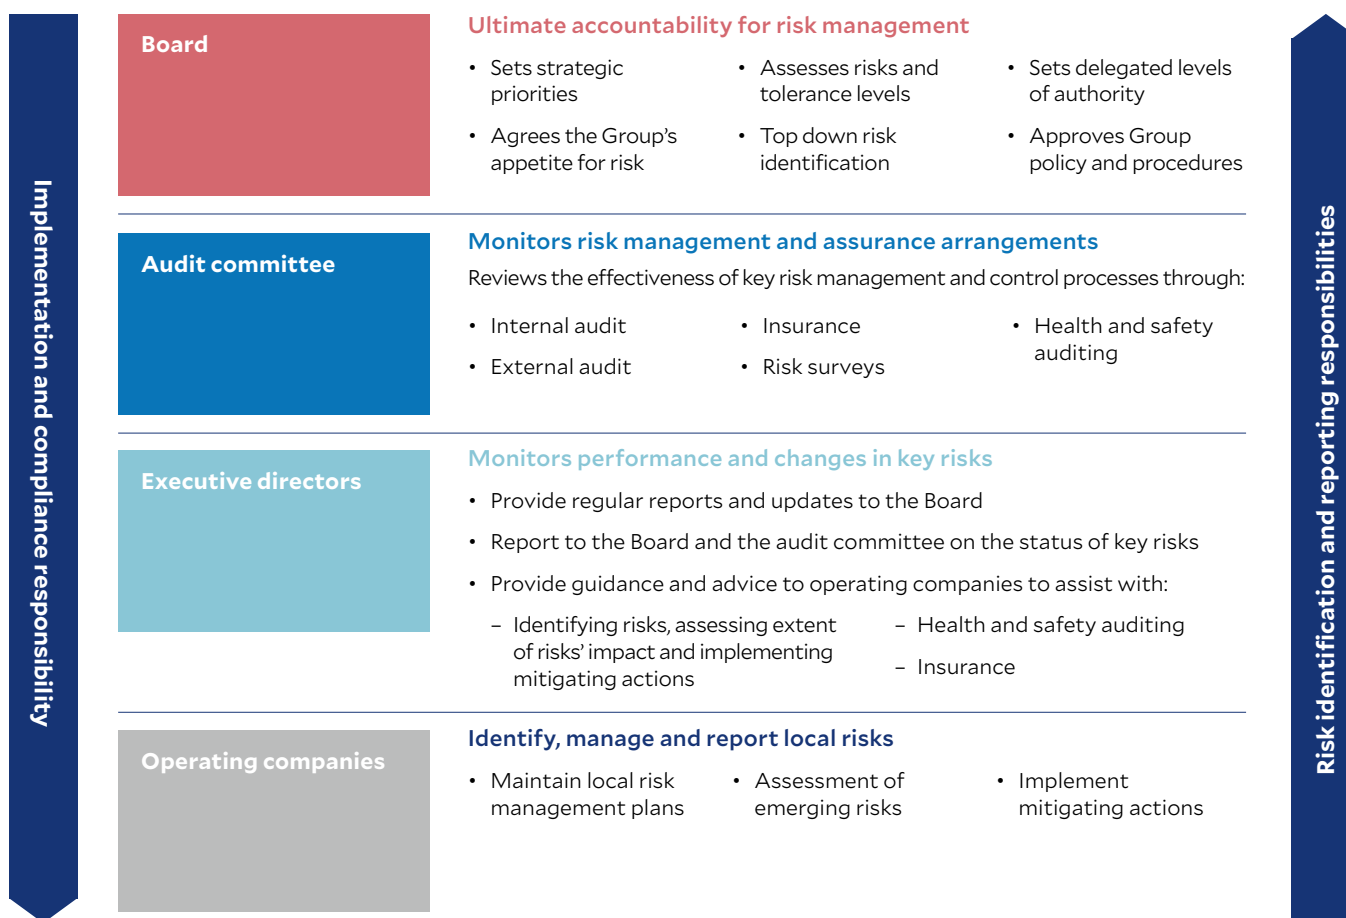 Implementation and compliance responsibility
Board
Ultimate accountability for risk management
• Sets strategic
priorities
• Agrees the Group’s
appetite for risk
• Assesses risks and
tolerance levels
• Top down risk
identification
• Sets delegated levels
of authority
• Approves Group
policy and procedures
Audit committee
Monitors risk management and assurance arrangements
Reviews the effectiveness of key risk management and control processes through:
• Internal audit
• External audit
• Insurance
• Risk surveys
• Health and safety
auditing
Executive directors
Monitors performance and changes in key risks
• Provide regular reports and updates to the Board
• Report to the Board and the audit committee on the status of key risks
• Provide guidance and advice to operating companies to assist with:
– Identifying risks, assessing extent
of risks’ impact and implementing
mitigating actions
– Health and safety auditing
– Insurance
Operating companies
Identify, manage and report local risks
• Maintain local risk
management plans
• Assessment of
emerging risks
• Implement
mitigating actions
Risk identification and reporting responsibilities